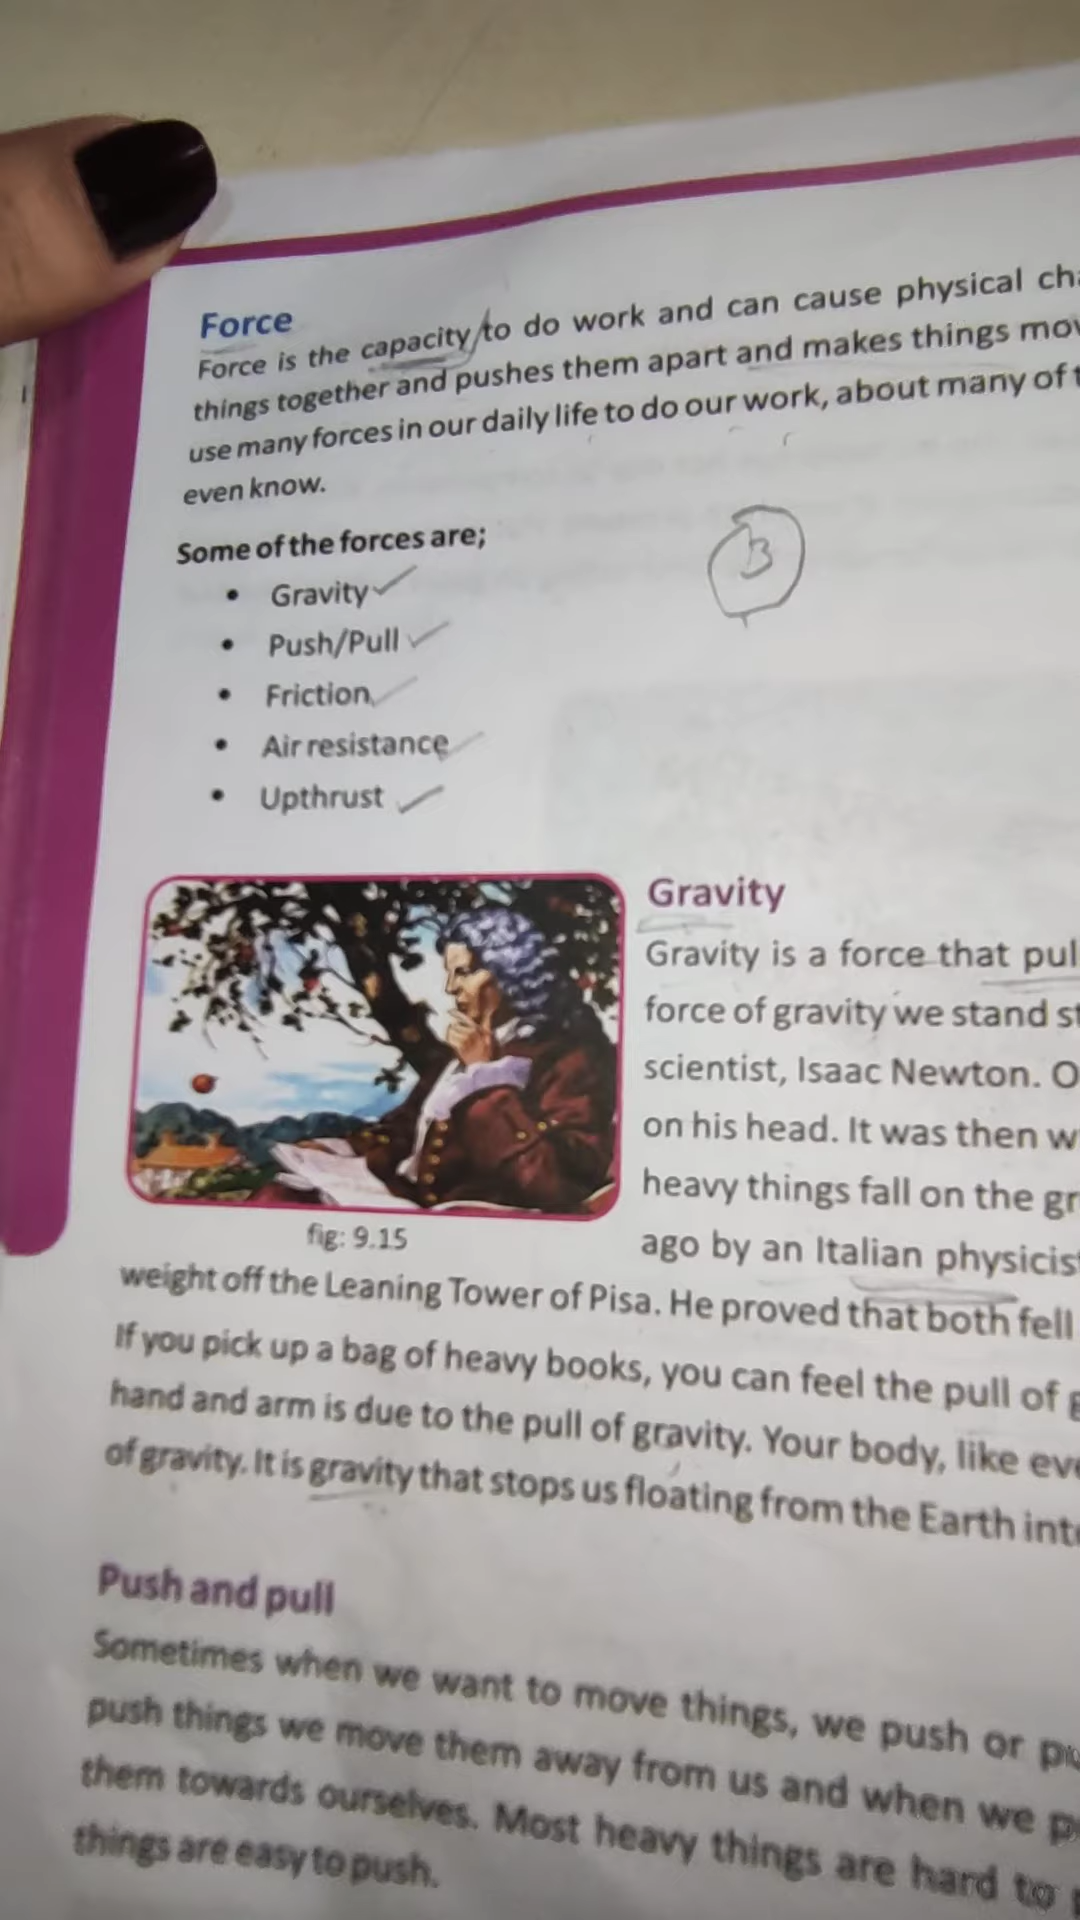 Force
Force is the capacity to do work and can cause physical
things together and pushes them apart and makes things
use many forces in our daily life to do our work, about many of
even know.
Some of the forces are;
• Gravity
• Push/Pull
• Friction
• Air resistance
• Upthrust
B
Gravity
Gravity is a force that
force of gravity we stand
scientist, Isaac Newton.
on his head. It was then
heavy things fall on the
ago by an Italian
fig: 9.15
weight off the Leaning Tower of Pisa. He proved that both fell
If you pick up a bag of heavy books, you can feel the pull of
hand and arm is due to the pull of gravity. Your body, like
of gravity. It is gravity that stops us floating from the Earth
Push and pull
Sometimes when we want to move things, we push or
push things we move them away from us and when we
them towards ourselves. Most heavy things are hard to
things are easy to push.